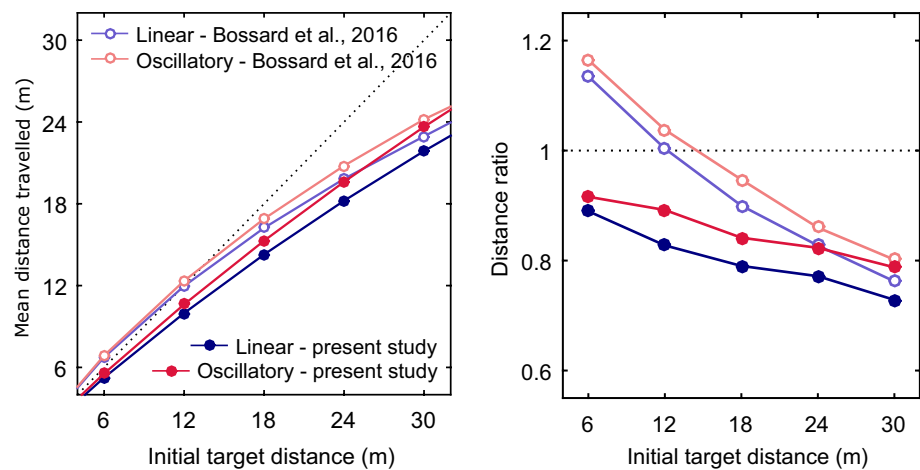 Mean distance travelled (m)
32
24
18
12
6
Linear - Bossard et al., 2016
Oscillatory - Bossard et al., 2016
Linear - present study
Oscillatory - present study
6 12 18 24 30
Initial target distance (m)
Distance ratio
1.2
1
0.8
0.6
6 12 18 24 30
Initial target distance (m)